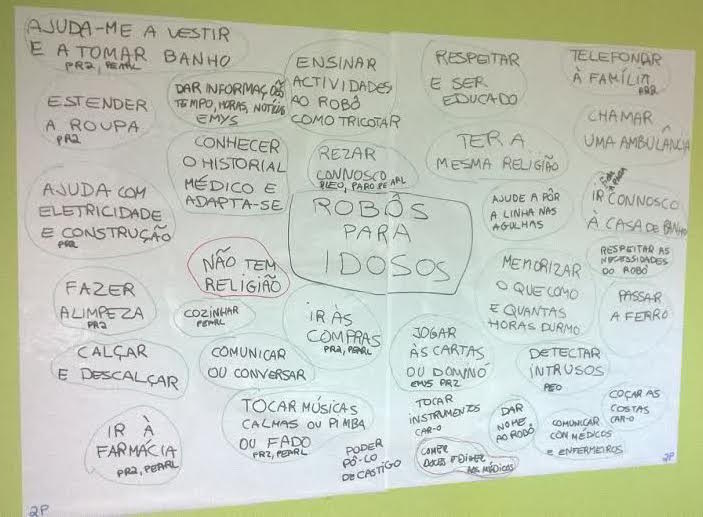 AJUDA-ME A VESTIR
E A TOMAR BANHO
PR2, PEARL
DAR INFORMAÇÕES
TEMPO, HORAS, NOTÍCIAS
EMYS
ENSINAR
ACTIVIDADES
AO ROBÔ
COMO TRICOTAR
RESPEITAR
E SER
EDUCADO
TELEFONAR
À FAMÍLIA
PR2
ESTENDER
A ROUPA
PR2
CHAMAR
UMA AMBULÂNCIA
CONHECER
O HISTORIAL
MÉDICO E
ADAPTA-SE
REZAR
CONNOSCO
PLEO, PARO PEARL
TER A
MESMA RELIGIÃO
AJUDA COM
ELETRICIDADE
E CONSTRUÇÃO
PR2
ROBÔS
PARA
IDOSOS
AJUDE A PÔR
A LINHA NAS
AGULHAS
IR CONNOSCO
À CASA DE BANHO
NÃO TEM
RELIGIÃO
MEMORIZAR
O QUE COMO
E QUANTAS
HORAS DURMO
RESPEITAR AS
NECESSIDADES
DO ROBÔ
FAZER
A LIMPEZA
PR2
COZINHAR
PEARL
IR ÀS
COMPRAS
PR2, PEARL
PASSAR
A FERRO
CALÇAR
E DESCALÇAR
COMUNICAR
OU CONVERSAR
JOGAR
ÀS CARTAS
OU DOMINÓ
EMYS PR2
DETECTAR
INTRUSOS
IR À
FARMÁCIA
PR2, PEARL
TOCAR MÚSICAS
CALMAS OU PIMBA
OU FADO
PR2, PEARL
TOCAR
INSTRUMENTOS
CAR-O
DAR
NOME
AO ROBÔ
COÇAR AS
COSTAS
CAR-O
COMUNICAR
COM MÉDICOS
E ENFERMEIROS
PODER
PÔ-LO
DE CASTIGO
COMER
DOCES E DIZER
AOS MÉDICOS
2P
2P